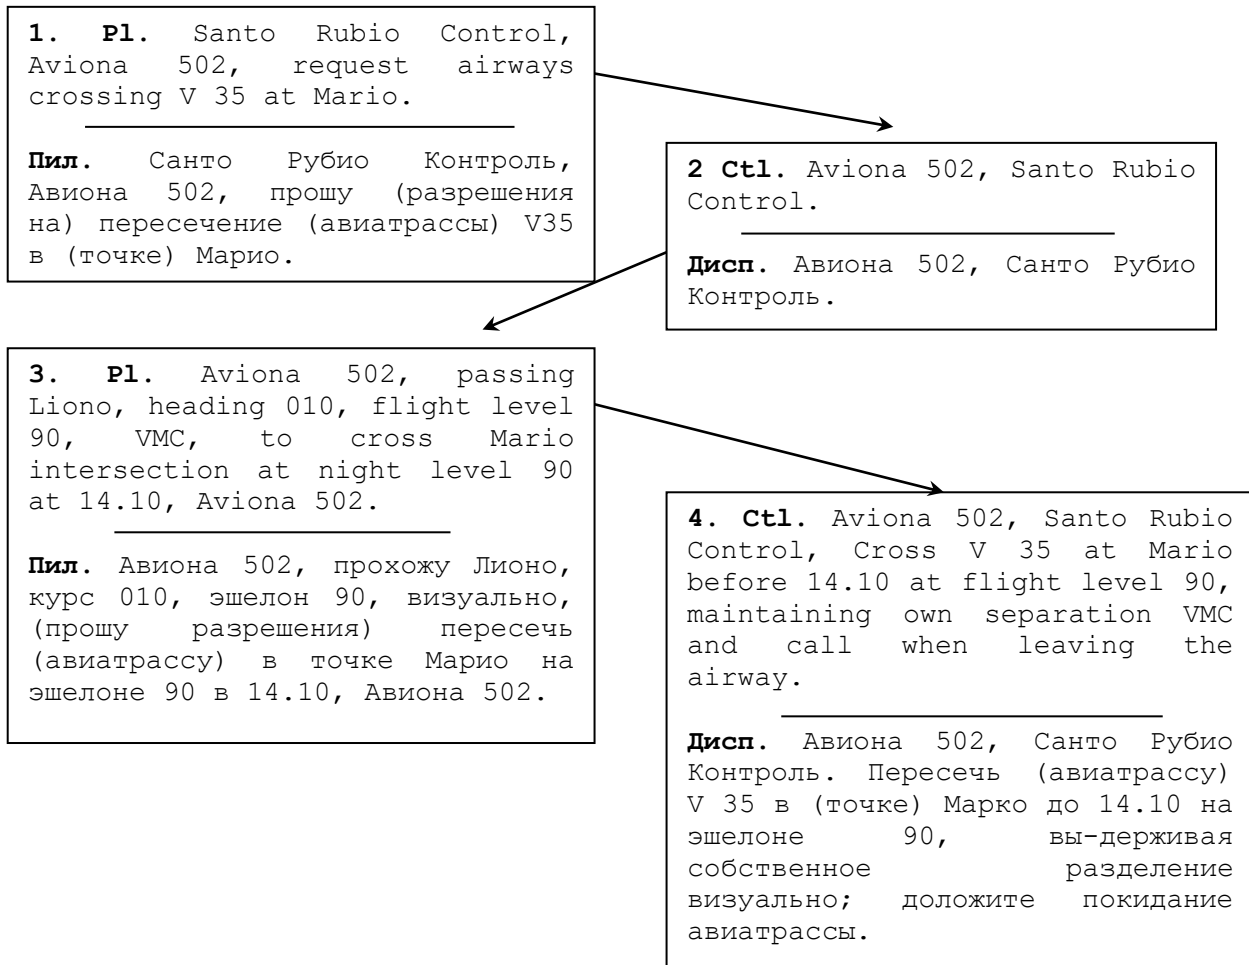 1. Pl. Santo Rubio Control,
Aviona 502, request airways
crossing V 35 at Mario.
Пил. Санто Рубио Контроль,
Авиона 502, прошу (разрешения
на) пересечение (авиатрассы) V35
в (точке) Марио.
2 Ctl. Aviona 502, Santo Rubio
Control.
Дисп. Авиона 502, Санто Рубио
Контроль.
3. Pl. Aviona 502, passing
Liono, heading 010, flight level
90, VMC, to cross Mario
intersection at night level 90
at 14.10, Aviona 502.
Пил. Авиона 502, прохожу Лионо,
курс 010, эшелон 90, визуально,
(прошу разрешения) пересечь
(авиатрассу) в точке Марио на
эшелоне 90 в 14.10, Авиона 502.
4. Ctl. Aviona 502, Santo Rubio
Control, Cross V 35 at Mario
before 14.10 at flight level 90,
maintaining own separation VMC
and call when leaving the
airway.
Дисп. Авиона 502, Санто Рубио
Контроль. Пересечь (авиатрассу)
V 35 в (точке) Марко до 14.10 на
эшелоне 90, вы-держивая
собственное разделение
визуально; доложите покидание
авиатрассы.